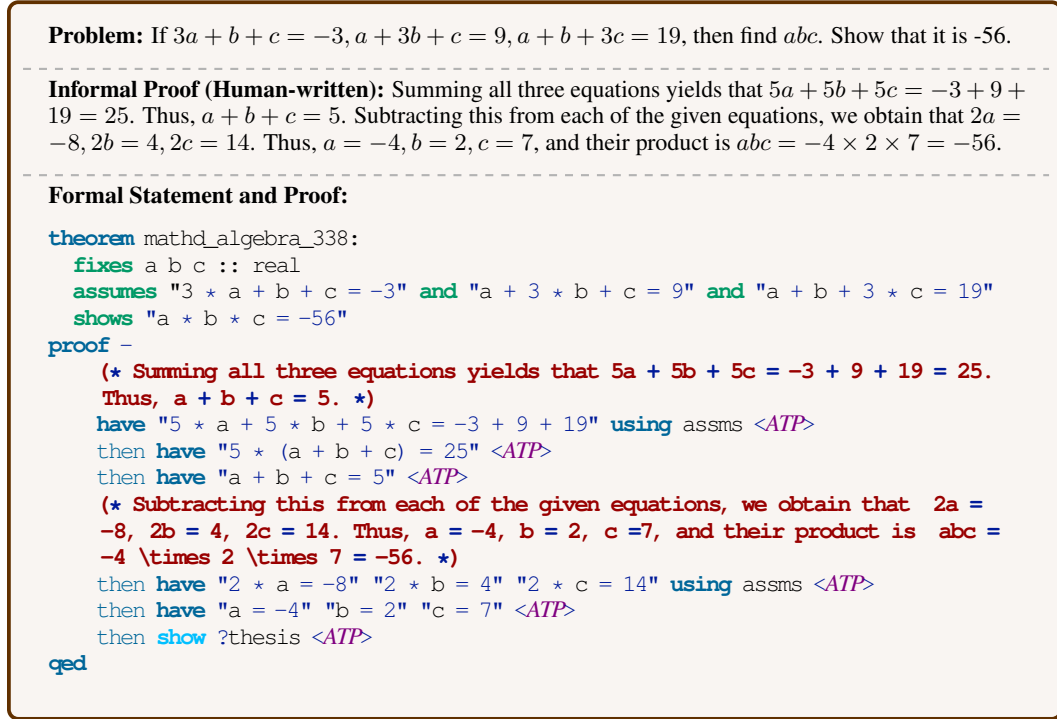 Problem: If 3a + b + c = −3, a + 3b + c = 9, a + b + 3c = 19, then find abc. Show that it is -56.
Informal Proof (Human-written): Summing all three equations yields that 5a + 5b + 5c = −3 + 9 +
19 = 25. Thus, a + b + c = 5. Subtracting this from each of the given equations, we obtain that 2a =
−8, 2b = 4, 2c = 14. Thus, a = −4, b = 2, c = 7, and their product is abc = −4 × 2 × 7 = −56.
Formal Statement and Proof:
theorem mathd_algebra_338:
fixes a b c :: real
assumes "3 * a + b + c = -3" and "a + 3 * b + c = 9" and "a + b + 3 * c = 19"
shows "a * b * c = -56"
proof -
(* Summing all three equations yields that 5a + 5b + 5c = -3 + 9 + 19 = 25.
Thus, a + b + c = 5. *)
have "5 * a + 5 * b + 5 * c = -3 + 9 + 19" using assms <ATP>
then have "5 * (a + b + c) = 25" <ATP>
then have "a + b + c = 5" <ATP>
(* Subtracting this from each of the given equations, we obtain that 2a =
-8, 2b = 4, 2c = 14. Thus, a = -4, b = 2, c =7, and their product is abc =
-4 \times 2 \times 7 = -56. *)
then have "2 * a = -8" "2 * b = 4" "2 * c = 14" using assms <ATP>
then have "a = -4" "b = 2" "c = 7" <ATP>
then show ?thesis <ATP>
qed